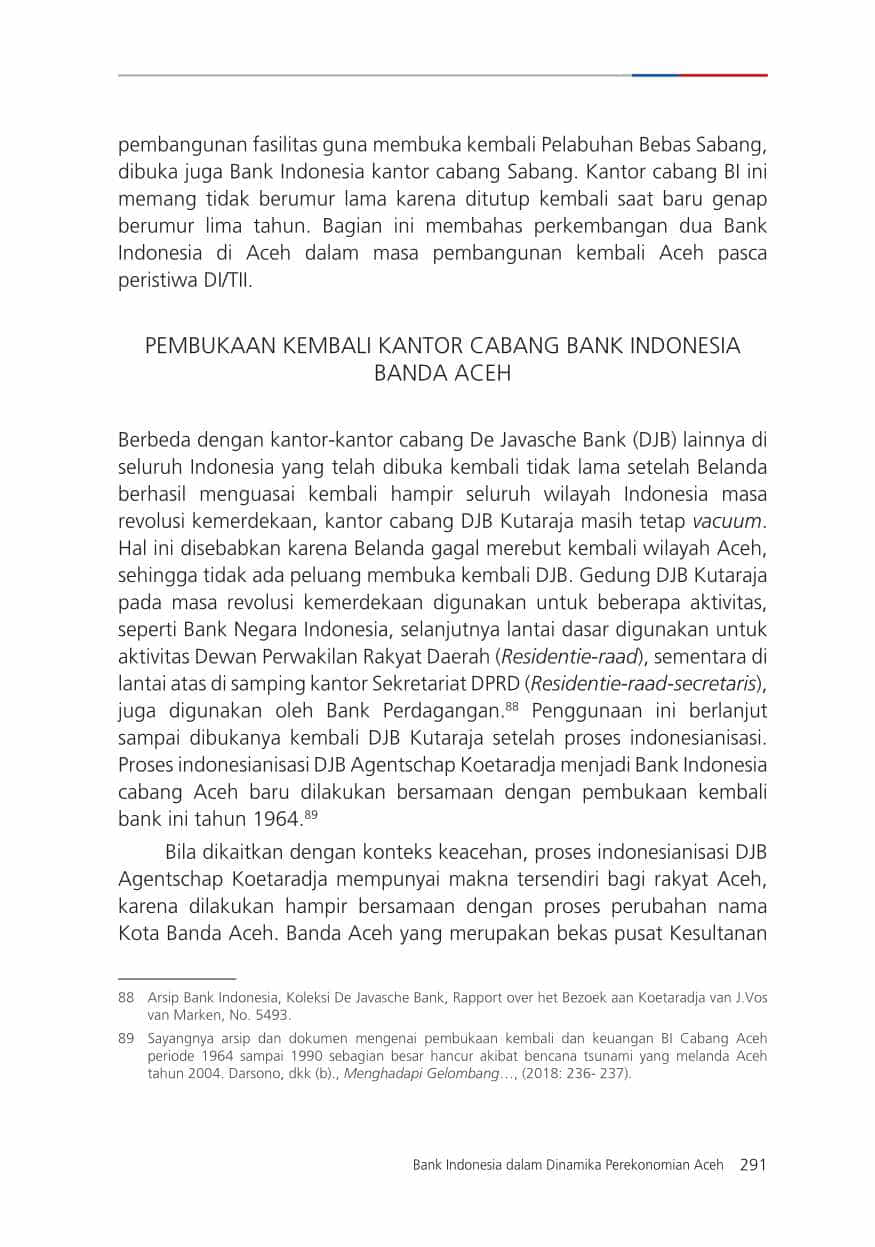 pembangunan fasilitas guna membuka kembali Pelabuhan Bebas Sabang,
dibuka juga Bank Indonesia kantor cabang Sabang. Kantor cabang BI ini
memang tidak berumur lama karena ditutup kembali saat baru genap
berumur lima tahun. Bagian ini membahas perkembangan dua Bank
Indonesia di Aceh dalam masa pembangunan kembali Aceh pasca
peristiwa DI/TII.
PEMBUKAAN KEMBALI KANTOR CABANG BANK INDONESIA
BANDA ACEH
Berbeda dengan kantor-kantor cabang De Javasche Bank (DJB) lainnya di
seluruh Indonesia yang telah dibuka kembali tidak lama setelah Belanda
berhasil menguasai kembali hampir seluruh wilayah Indonesia masa
revolusi kemerdekaan, kantor cabang DJB Kutaraja masih tetap vacuum.
Hal ini disebabkan karena Belanda gagal merebut kembali wilayah Aceh,
sehingga tidak ada peluang membuka kembali DJB. Gedung DJB Kutaraja
pada masa revolusi kemerdekaan digunakan untuk beberapa aktivitas,
seperti Bank Negara Indonesia, selanjutnya lantai dasar digunakan untuk
aktivitas Dewan Perwakilan Rakyat Daerah (Residentie-raad), sementara di
lantai atas di samping kantor Sekretariat DPRD (Residentie-raad-secretaris),
juga digunakan oleh Bank Perdagangan.88 Penggunaan ini berlanjut
sampai dibukanya kembali DJB Kutaraja setelah proses indonesianisasi.
Proses indonesianisasi DJB Agentschap Koetaradja menjadi Bank Indonesia
cabang Aceh baru dilakukan bersamaan dengan pembukaan kembali
bank ini tahun 1964.89
Bila dikaitkan dengan konteks keacehan, proses indonesianisasi DJB
Agentschap Koetaradja mempunyai makna tersendiri bagi rakyat Aceh,
karena dilakukan hampir bersamaan dengan proses perubahan nama
Kota Banda Aceh. Banda Aceh yang merupakan bekas pusat Kesultanan
88 Arsip Bank Indonesia, Koleksi De Javasche Bank, Rapport over het Bezoek aan Koetaradja van J.Vos
van Marken, No. 5493.
89 Sayangnya arsip dan dokumen mengenai pembukaan kembali dan keuangan BI Cabang Aceh
periode 1964 sampai 1990 sebagian besar hancur akibat bencana tsunami yang melanda Aceh
tahun 2004. Darsono, dkk (b)., Menghadapi Gelombang…, (2018: 236- 237).
Bank Indonesia dalam Dinamika Perekonomian Aceh 291